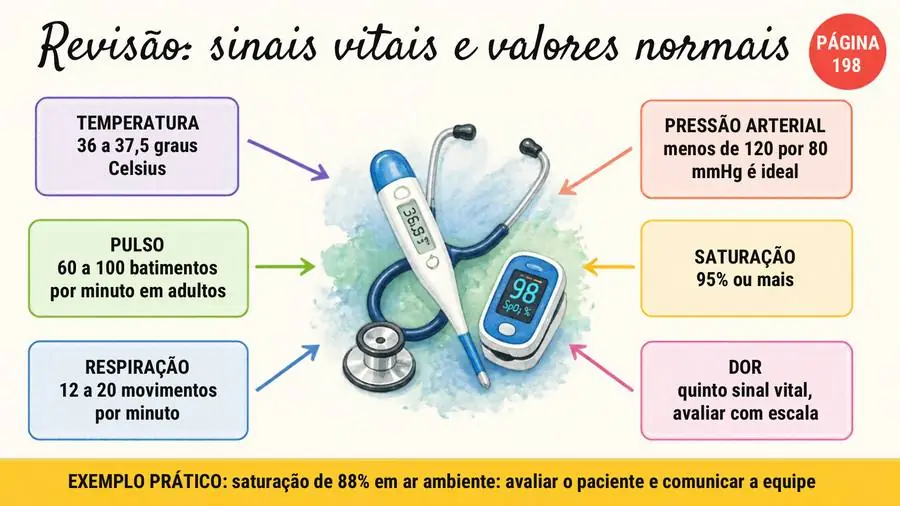 Revisão: sinais vitais e valores normais
PÁGINA
198
TEMPERATURA
36 a 37,5 graus
Celsius
PULSO
60 a 100 batimentos
por minuto em adultos
RESPIRAÇÃO
12 a 20 movimentos
por minuto
PRESSÃO ARTERIAL
menos de 120 por 80
mmHg é ideal
SATURAÇÃO
95% ou mais
DOR
quinto sinal vital,
avaliar com escala
98
SpO₂ %
EXEMPLO PRÁTICO: saturação de 88% em ar ambiente: avaliar o paciente e comunicar a equipe